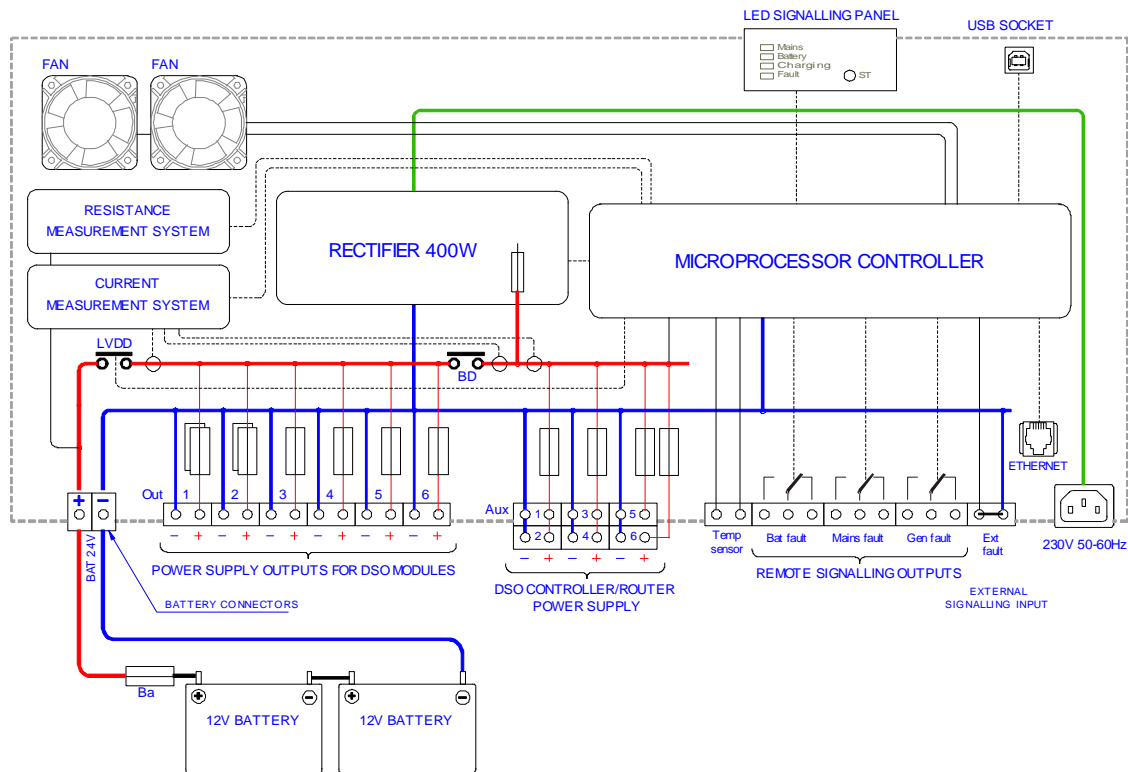 LED SIGNALLING PANEL
USB SOCKET
Mains
Battery
Charging
Fault
ST
FAN
FAN
RESISTANCE
MEASUREMENT SYSTEM
RECTIFIER 400W
MICROPROCESSOR CONTROLLER
CURRENT
MEASUREMENT SYSTEM
LVDD
BD
ETHERNET
+
−
Out
1
2
3
4
5
6
− + − + − + − + − + − +
Aux
1
3
5
2
4
6
− + − + − +
BAT 24V
Temp
sensor
Bat fault
Mains fault
Gen fault
Ext
fault
230V 50-60Hz
POWER SUPPLY OUTPUTS FOR DSO MODULES
DSO CONTROLLER/ROUTER
POWER SUPPLY
REMOTE SIGNALLING OUTPUTS
EXTERNAL
SIGNALLING INPUT
BATTERY CONNECTORS
Ba
+
−
+
−
12V BATTERY
12V BATTERY